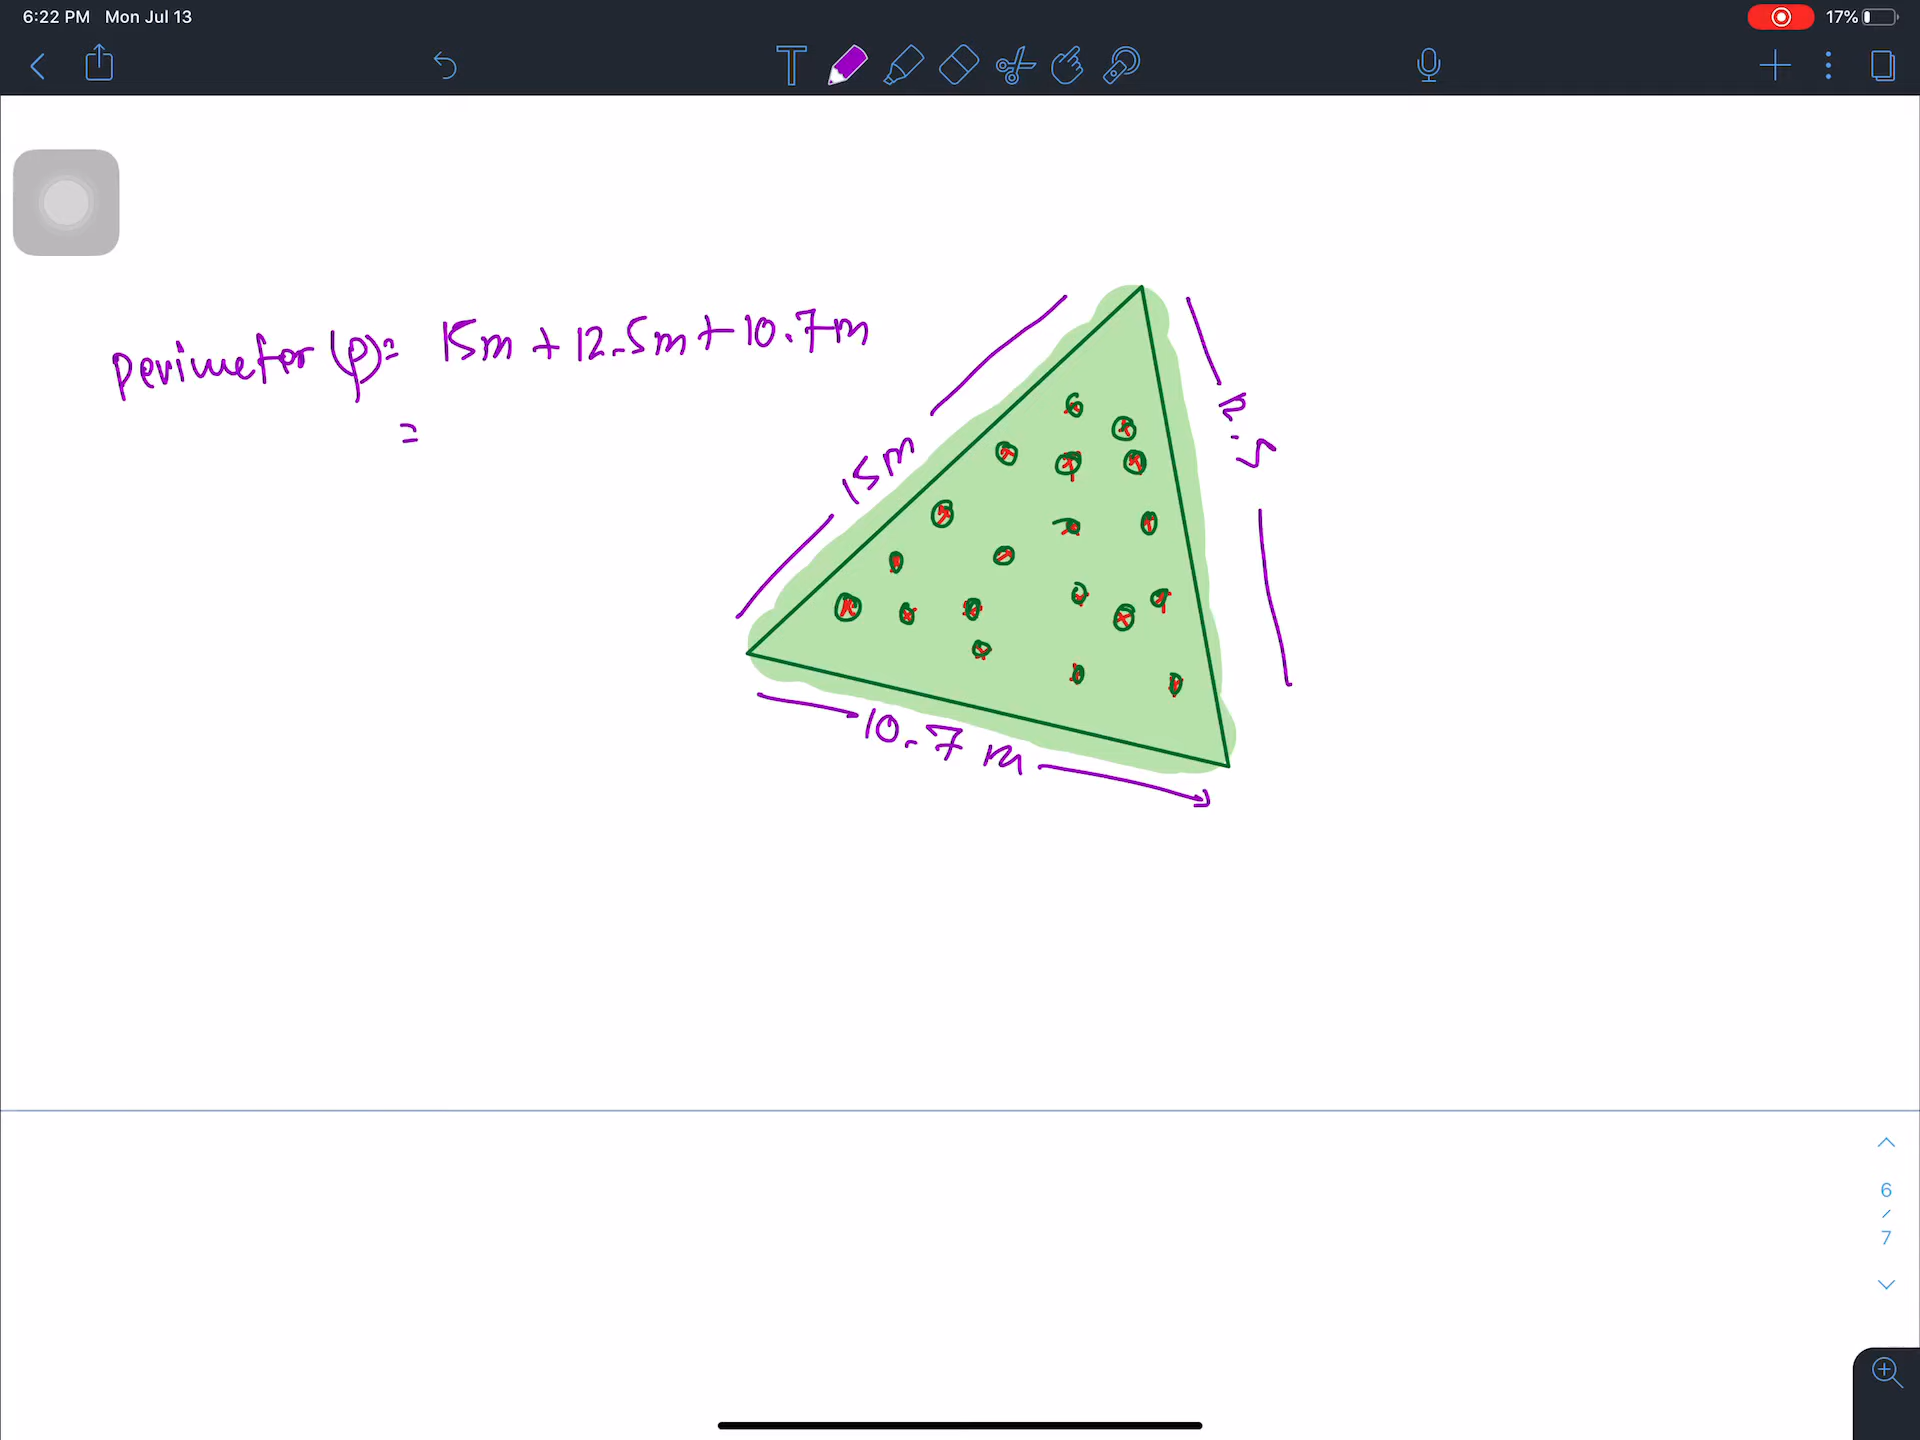 6:22 PM Mon Jul 13
17%
T
perimeter (p)= 15m + 12.5m + 10.7m
=
15m
12.5
10.7 m
6
7